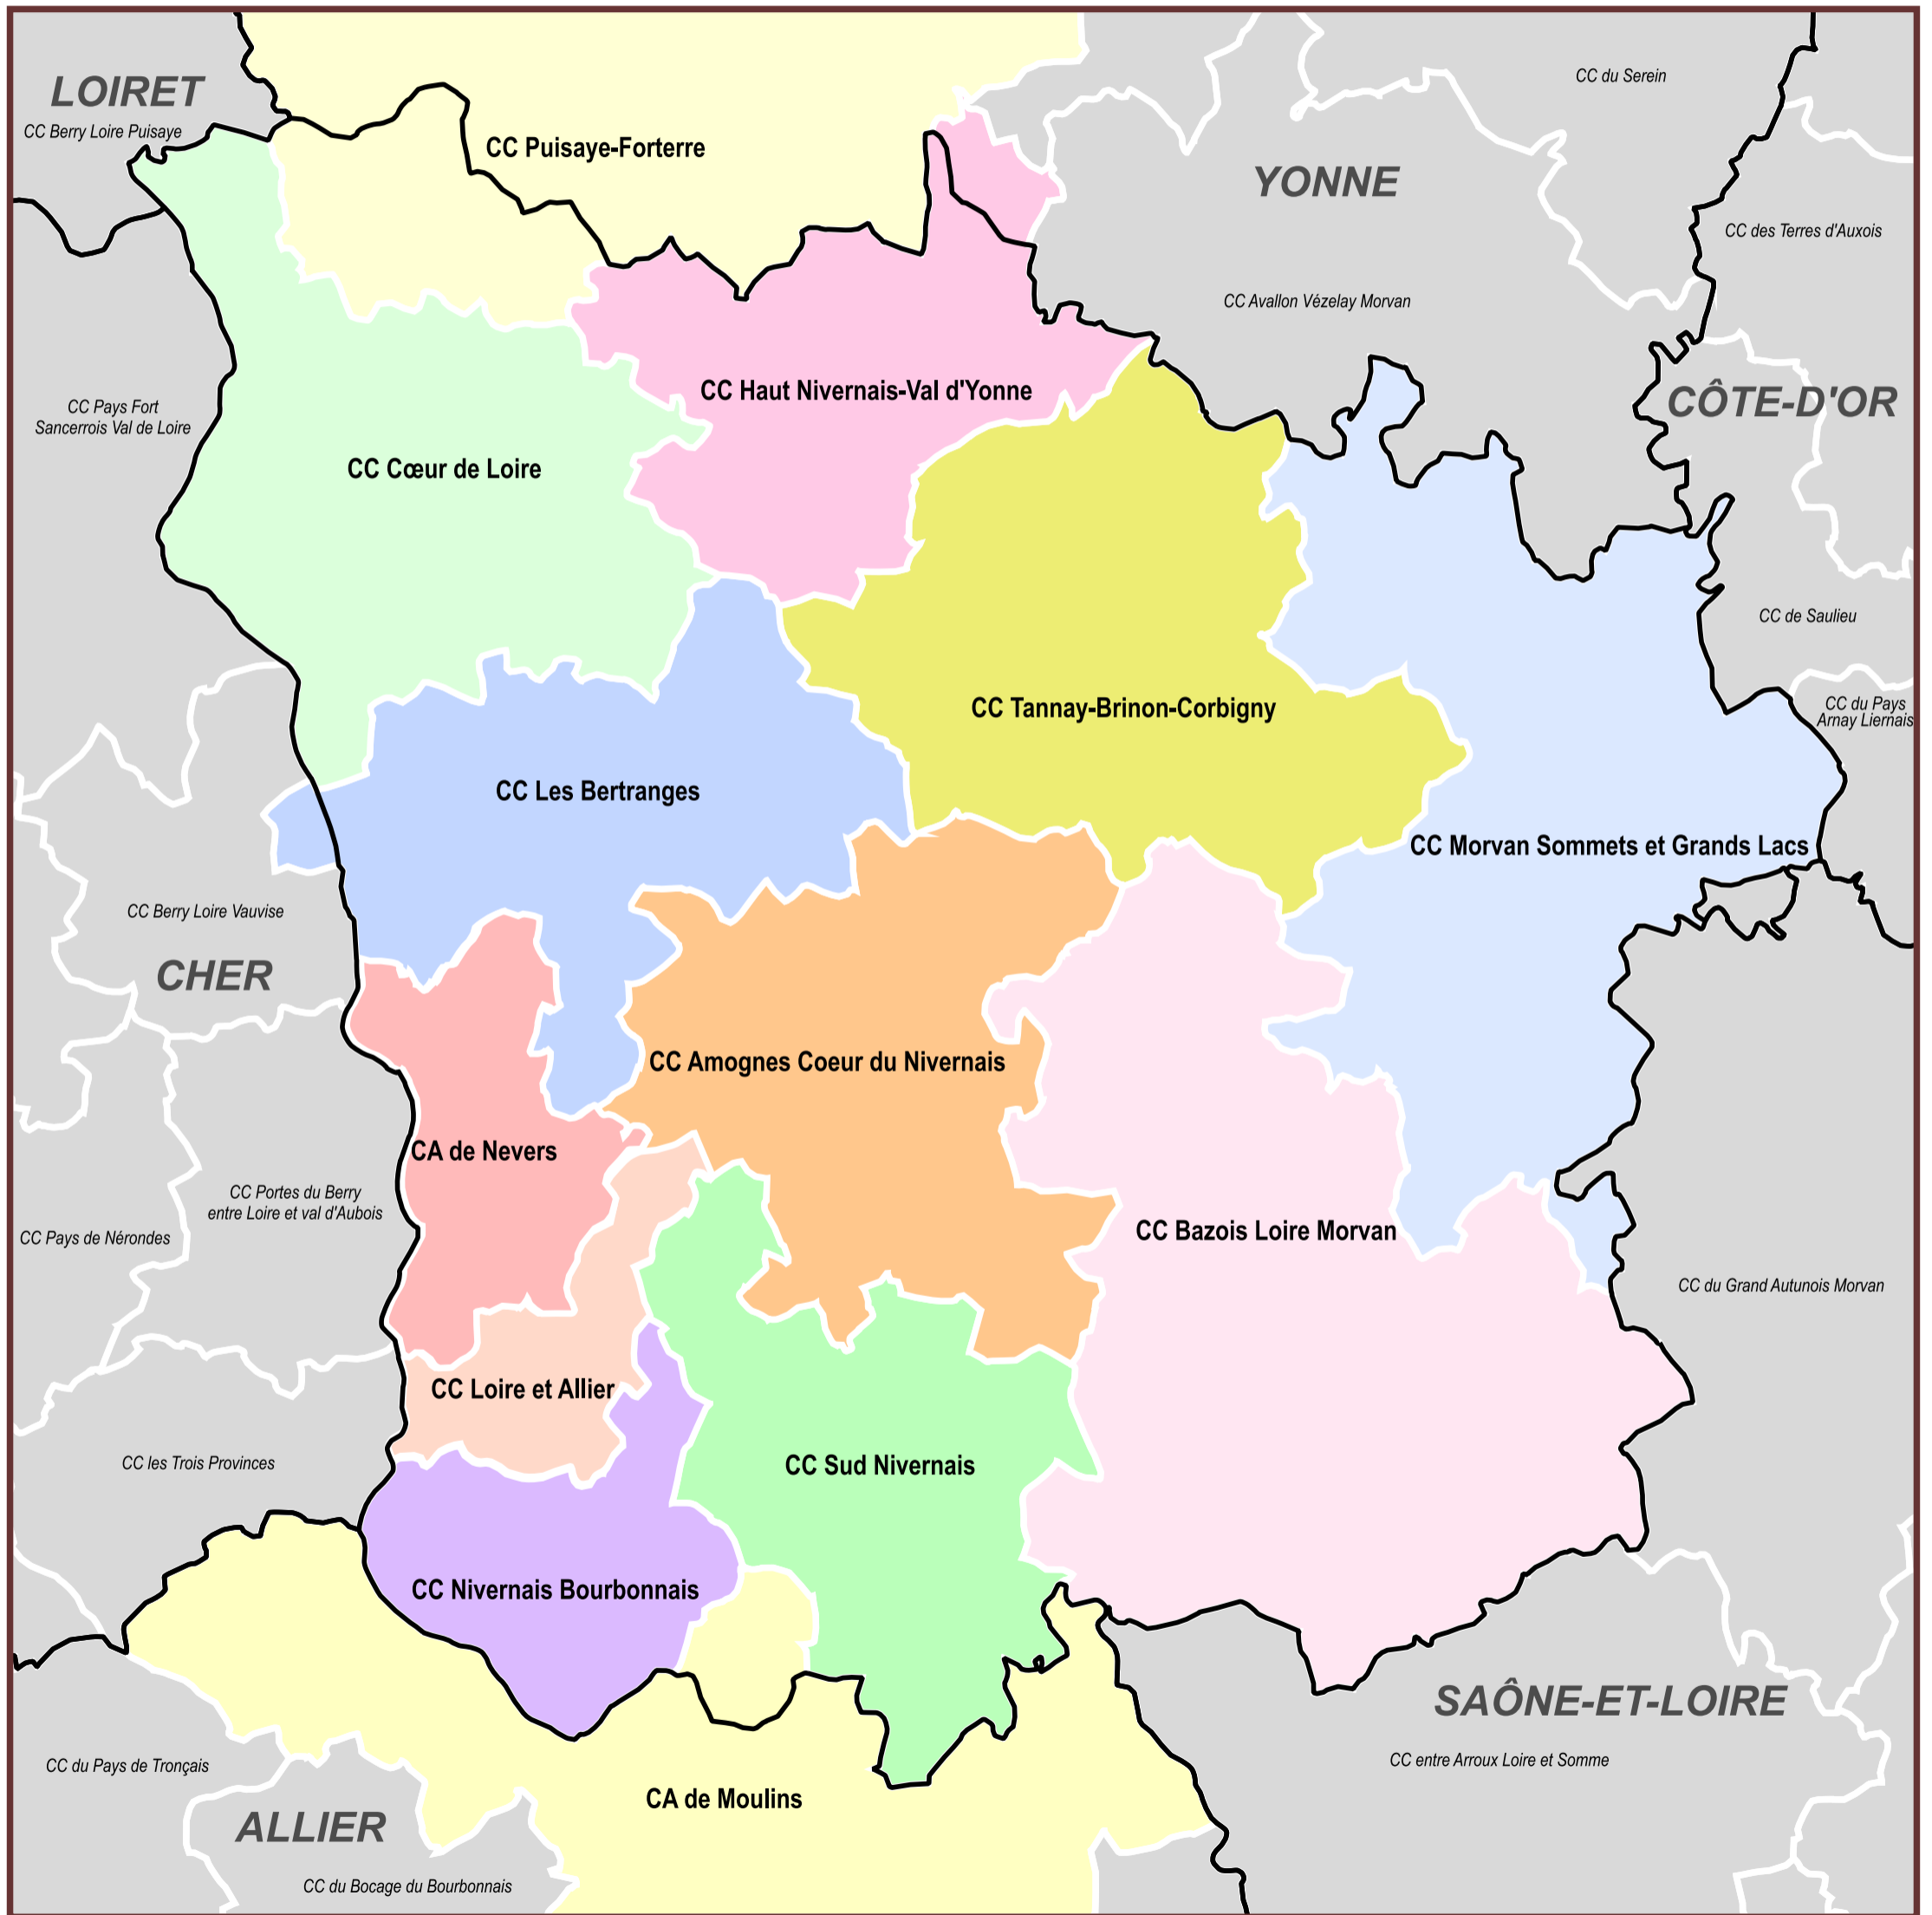 CC du Serein
LOIRET
CC Berry Loire Puisaye
CC Puisaye-Forterre
YONNE
CC des Terres d'Auxois
CC Avallon Vézelay Morvan
CC Haut Nivernais-Val d'Yonne
CÔTE-D'OR
CC Pays Fort
Sancerrois Val de Loire
CC Cœur de Loire
CC de Saulieu
CC Tannay-Brinon-Corbigny
CC du Pays
Arnay Liernais
CC Les Bertranges
CC Morvan Sommets et Grands Lacs
CC Berry Loire Vauvise
CHER
CC Amognes Coeur du Nivernais
CA de Nevers
CC Portes du Berry
entre Loire et val d'Aubois
CC Pays de Nérondes
CC Bazois Loire Morvan
CC du Grand Autunois Morvan
CC Loire et Allier
CC les Trois Provinces
CC Sud Nivernais
CC Nivernais Bourbonnais
SAÔNE-ET-LOIRE
CC entre Arroux Loire et Somme
CC du Pays de Tronçais
CA de Moulins
ALLIER
CC du Bocage du Bourbonnais